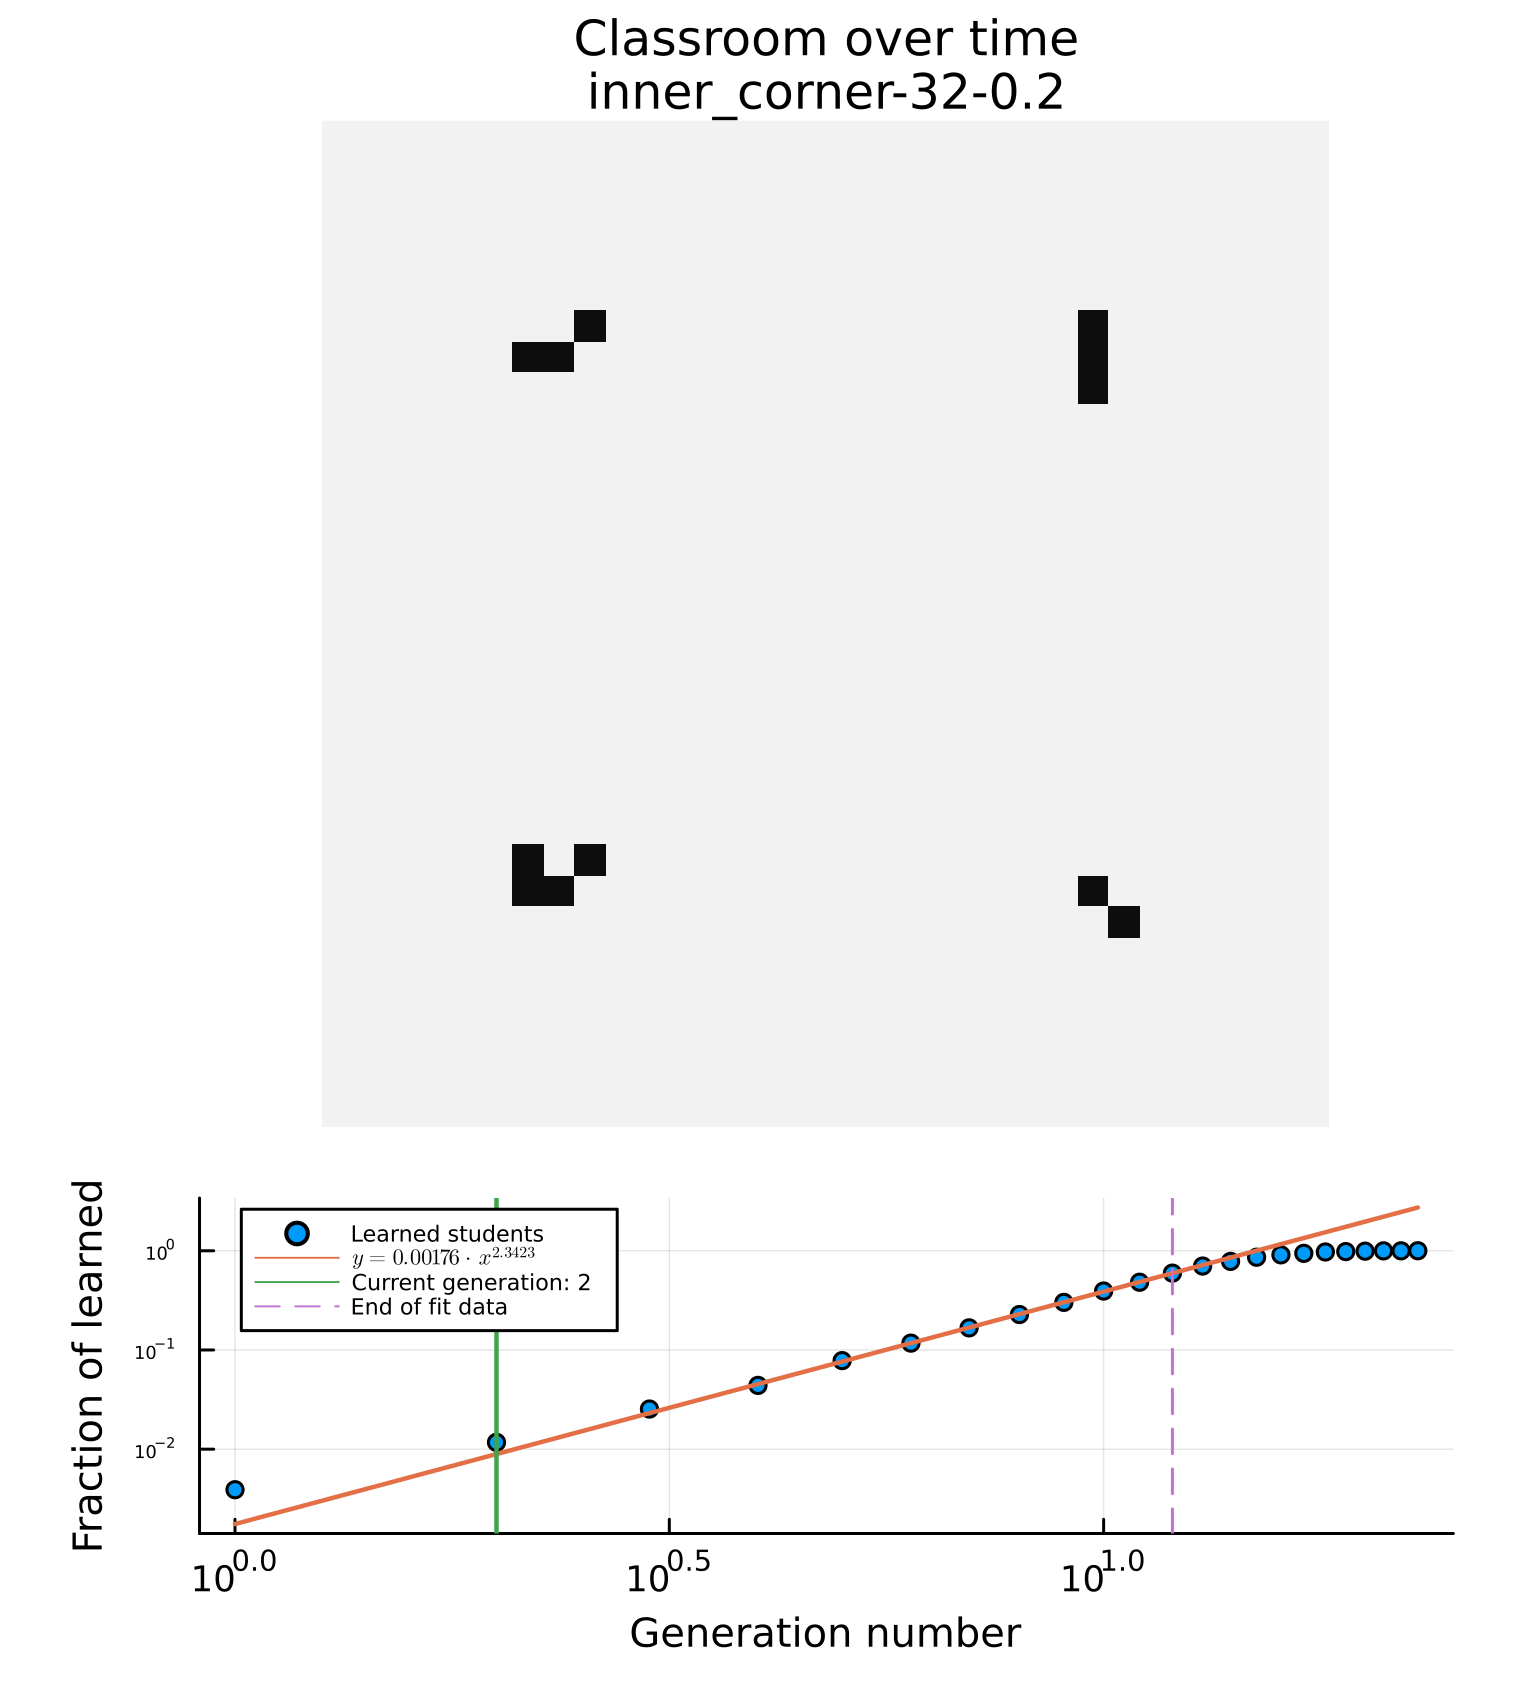 Classroom over time
inner_corner-32-0.2
Fraction of learned
10^0
10^-1
10^-2
Learned students
y = 0.00176 · x^2.3423
Current generation: 2
End of fit data
10^0.0
10^0.5
10^1.0
Generation number